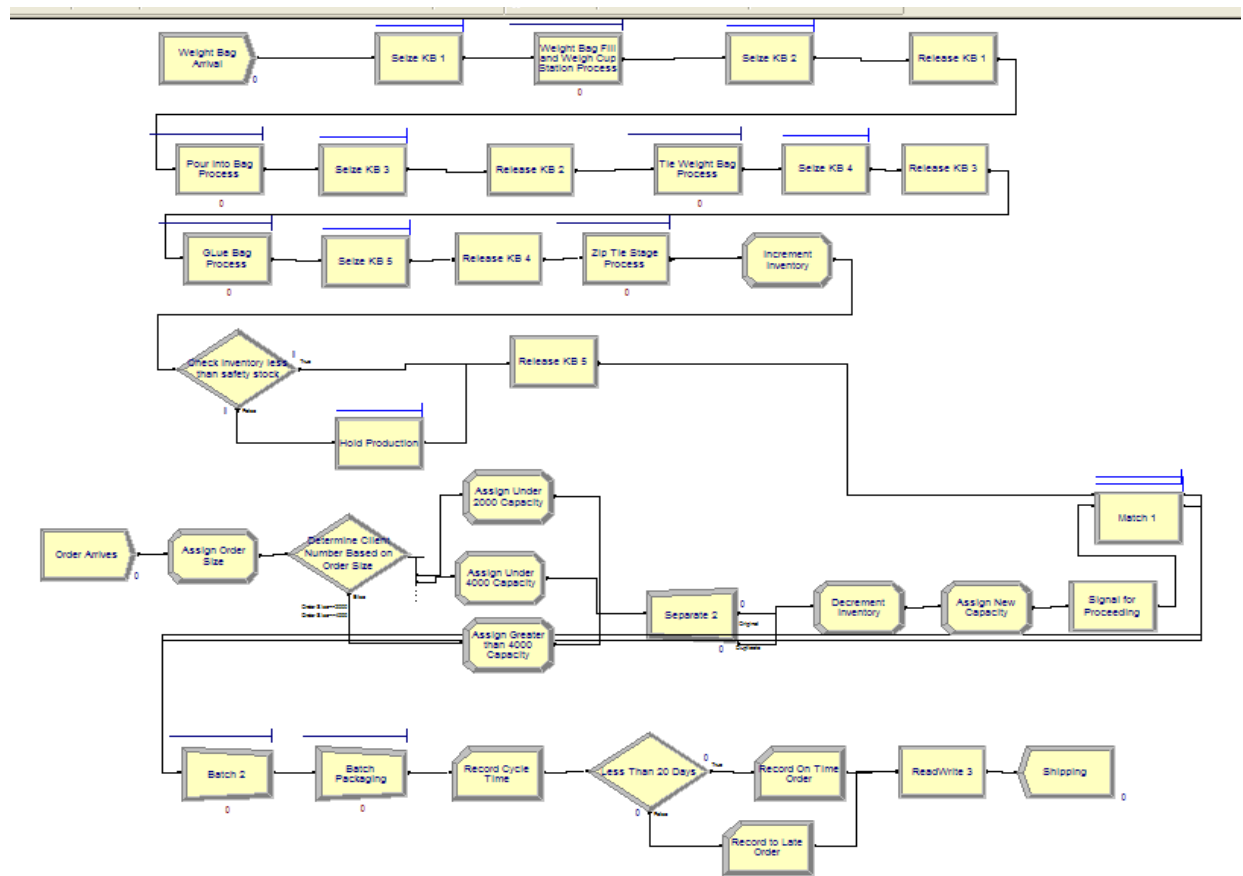 Weight Bag
Arrival
0
Seize KB 1
Weight Bag Fill
and Weigh Cup
Station Process
0
Seize KB 2
Release KB 1
Pour Into Bag
Process
0
Seize KB 3
Release KB 2
Tie Weight Bag
Process
0
Seize KB 4
Release KB 3
GLue Bag
Process
0
Seize KB 5
Release KB 4
Zip Tie Stage
Process
0
Increment
Inventory
Check Inventory less
than safety stock
0
True
0
False
Hold Production
Release KB 5
Order Arrives
0
Assign Order
Size
Determine Client
Number Based on
Order Size
Else
Assign Under
2000 Capacity
Assign Under
4000 Capacity
Assign Greater
than 4000
Capacity
Separate 2
0
Original
0
Duplicate
Decrement
Inventory
Assign New
Capacity
Signal for
Proceeding
Match 1
Batch 2
0
Batch
Packaging
0
Record Cycle
Time
Less Than 20 Days
0
True
0
False
Record On Time
Order
Record to Late
Order
ReadWrite 3
Shipping
0